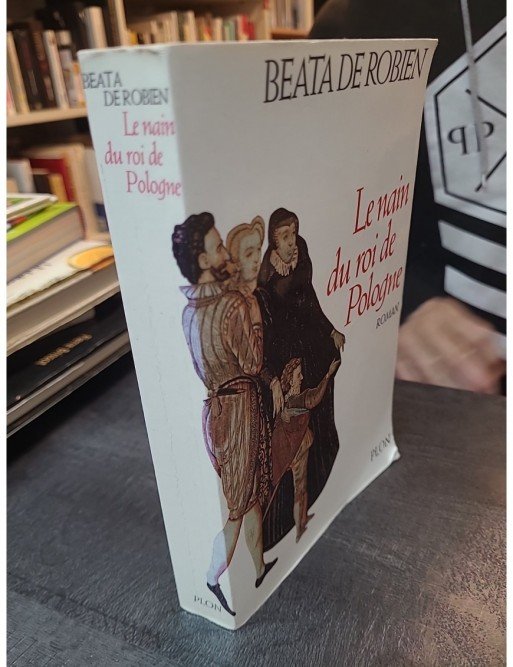 BEATA
DE ROBIEN
Le nain
du roi de
Pologne
PLON
BEATA DE ROBIEN
Le nain
du roi de
Pologne
ROMAN
PLON